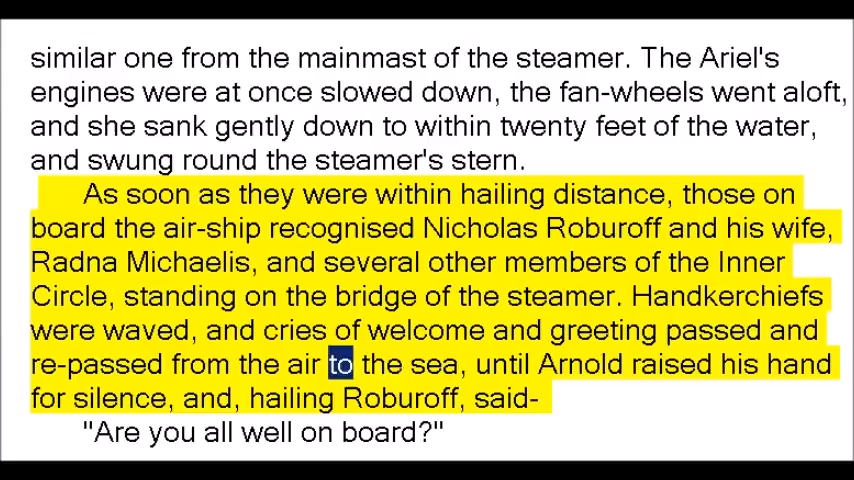 similar one from the mainmast of the steamer. The Ariel's
engines were at once slowed down, the fan-wheels went aloft,
and she sank gently down to within twenty feet of the water,
and swung round the steamer's stern.
As soon as they were within hailing distance, those on
board the air-ship recognised Nicholas Roburoff and his wife,
Radna Michaelis, and several other members of the Inner
Circle, standing on the bridge of the steamer. Handkerchiefs
were waved, and cries of welcome and greeting passed and
re-passed from the air to the sea, until Arnold raised his hand
for silence, and, hailing Roburoff, said-
"Are you all well on board?"